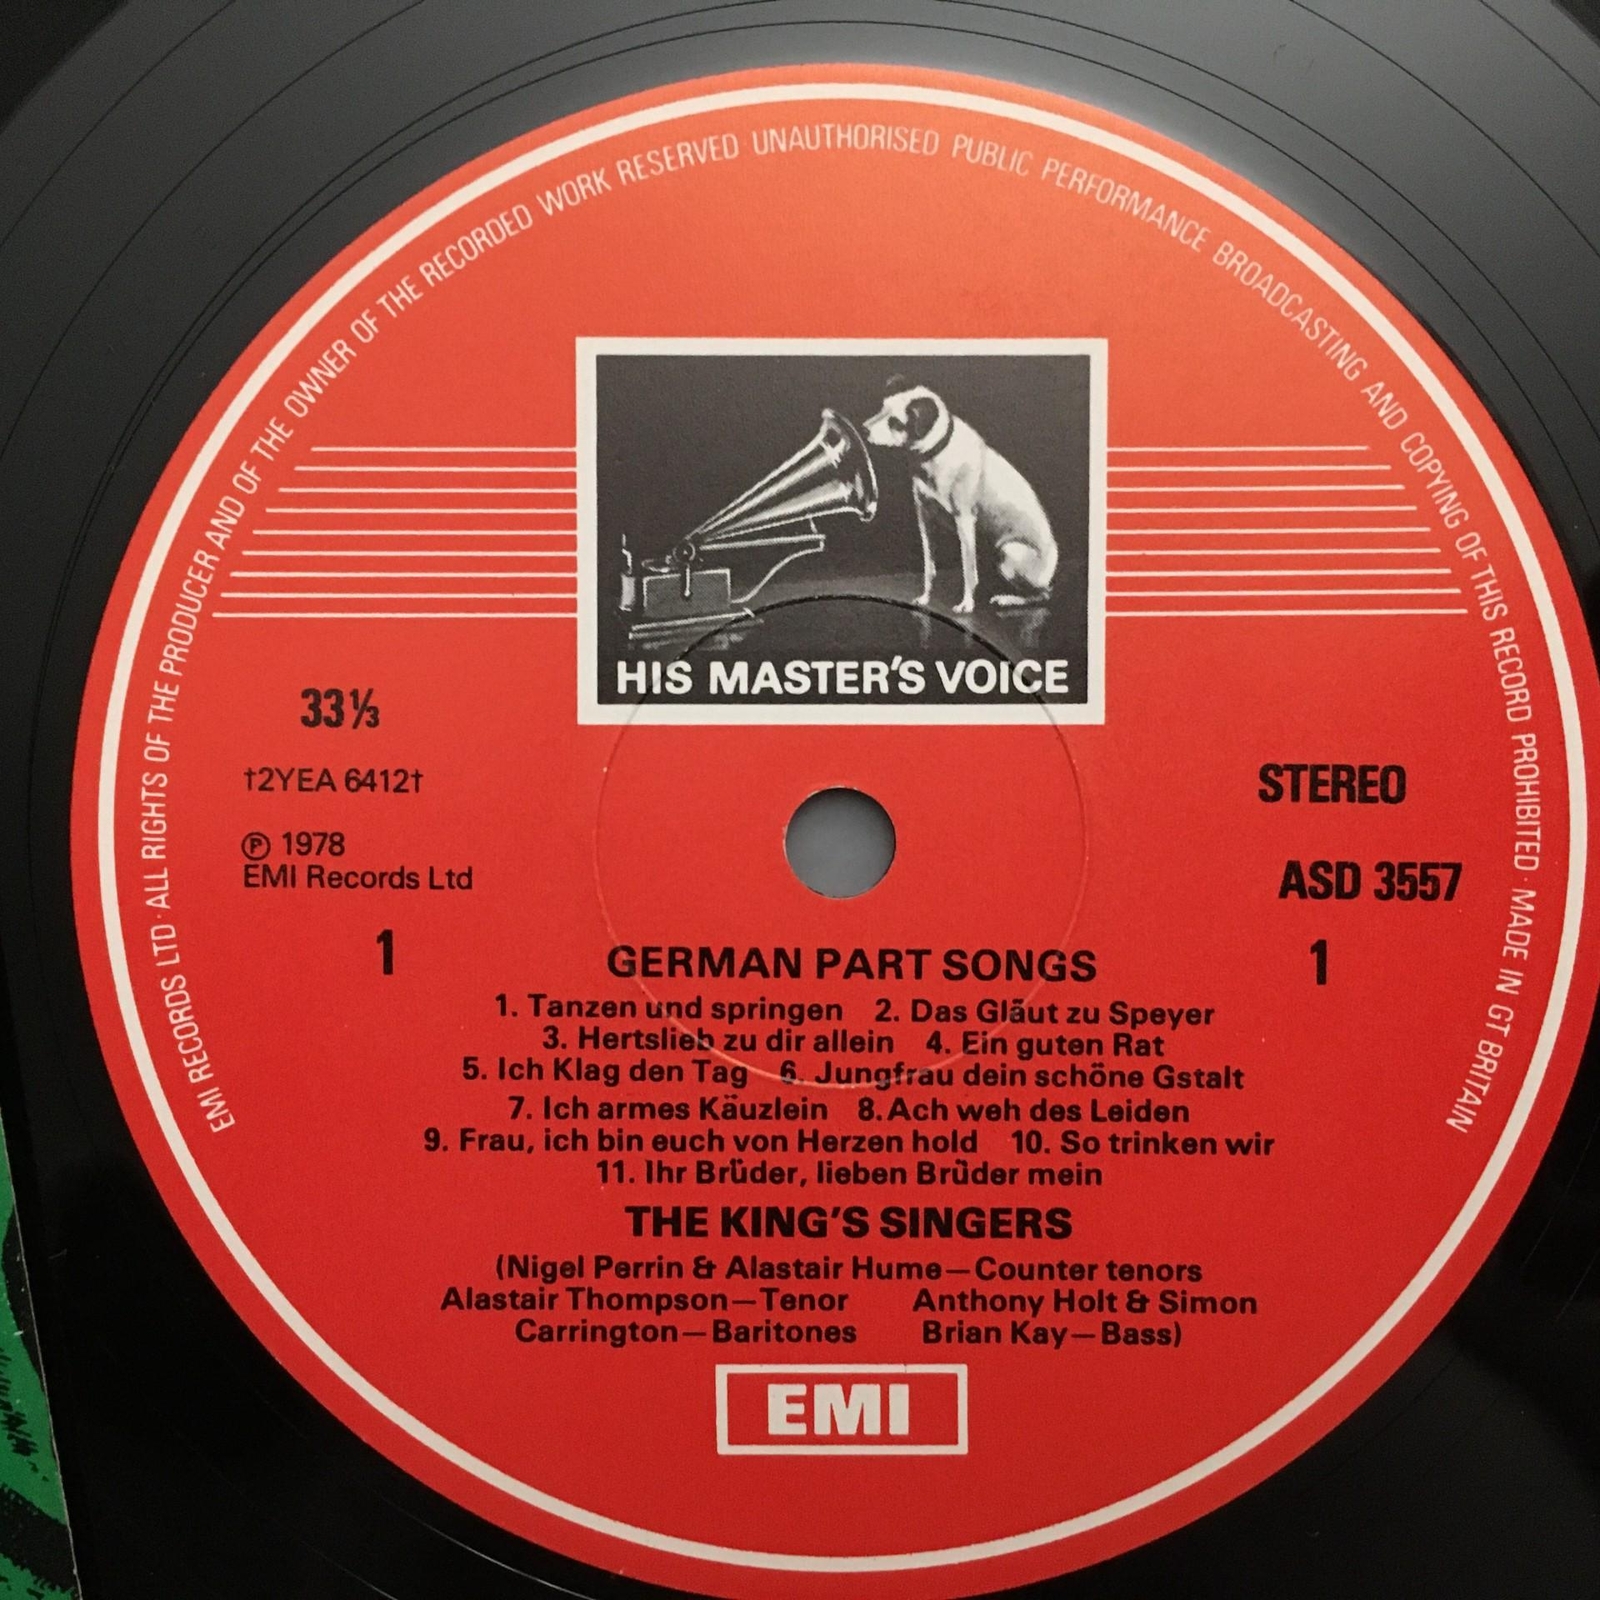 EMI RECORDS LTD · ALL RIGHTS OF THE PRODUCER AND OF THE OWNER OF THE RECORDED WORK RESERVED · UNAUTHORISED PUBLIC PERFORMANCE BROADCASTING AND COPYING OF THIS RECORD PROHIBITED · MADE IN GT BRITAIN
HIS MASTER'S VOICE
33⅓
†2YEA 6412†
STEREO
℗ 1978
EMI Records Ltd
ASD 3557
1
1
GERMAN PART SONGS
1. Tanzen und springen 2. Das Gläut zu Speyer
3. Hertslieb zu dir allein 4. Ein guten Rat
5. Ich Klag den Tag 6. Jungfrau dein schöne Gstalt
7. Ich armes Käuzlein 8.Ach weh des Leiden
9. Frau, ich bin euch von Herzen hold 10. So trinken wir
11. Ihr Brüder, lieben Brüder mein
THE KING'S SINGERS
(Nigel Perrin & Alastair Hume—Counter tenors
Alastair Thompson—Tenor Anthony Holt & Simon
Carrington—Baritones Brian Kay—Bass)
EMI